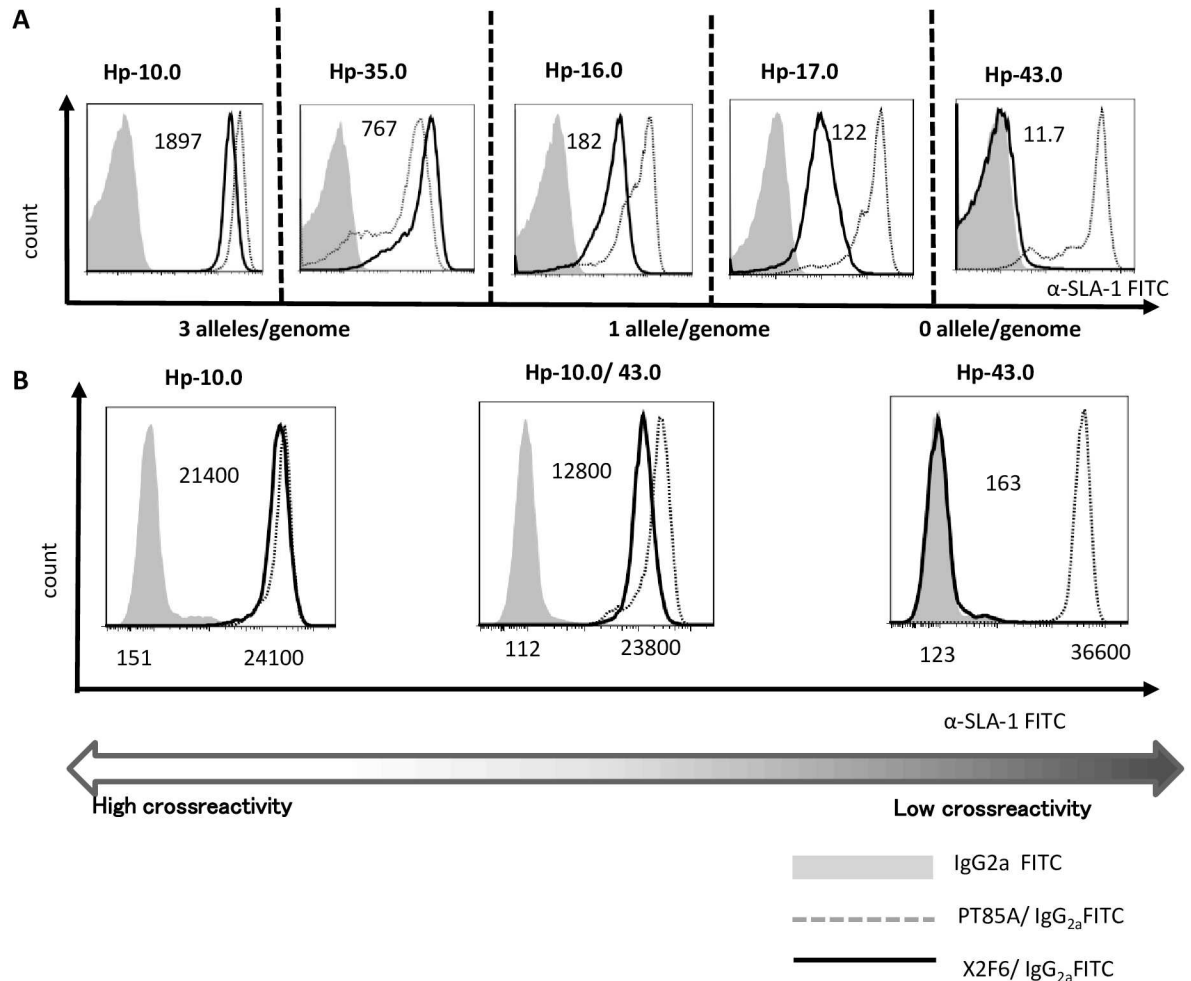 A
Hp-10.0 Hp-35.0 Hp-16.0 Hp-17.0 Hp-43.0
1897 767 182 122 11.7
count
α-SLA-1 FITC
3 alleles/genome 1 allele/genome 0 allele/genome
B
Hp-10.0 Hp-10.0/ 43.0 Hp-43.0
21400 12800 163
count
151 24100 112 23800 123 36600
α-SLA-1 FITC
High crossreactivity Low crossreactivity
IgG2a FITC
PT85A/ IgG2aFITC
X2F6/ IgG2aFITC